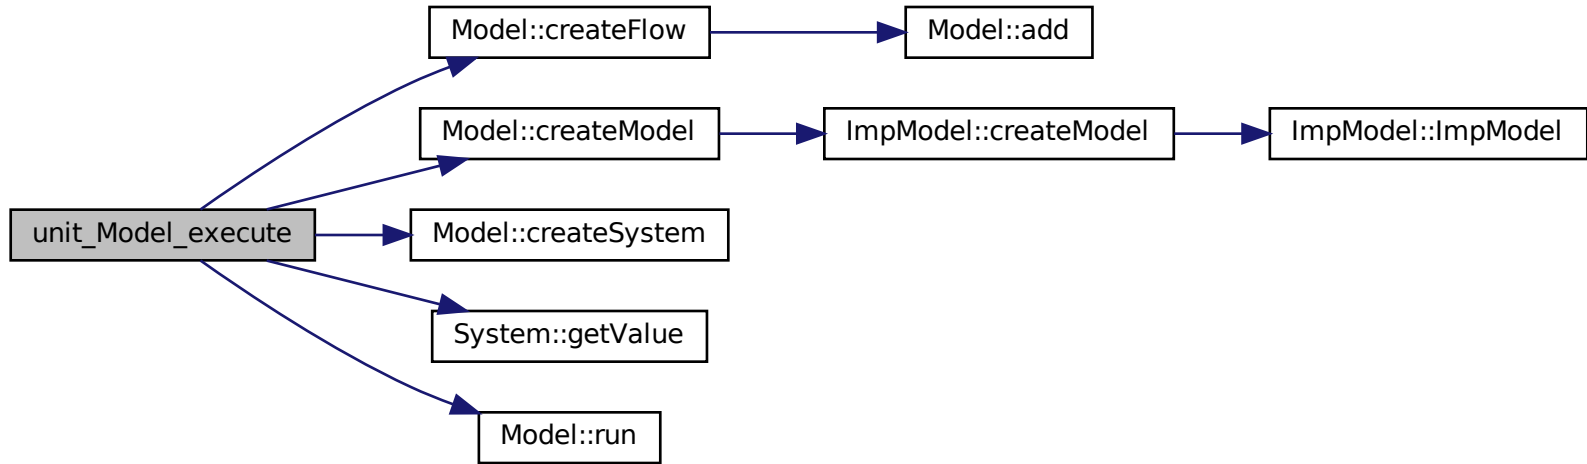 Model::createFlow
Model::add
Model::createModel
ImpModel::createModel
ImpModel::ImpModel
unit_Model_execute
Model::createSystem
System::getValue
Model::run